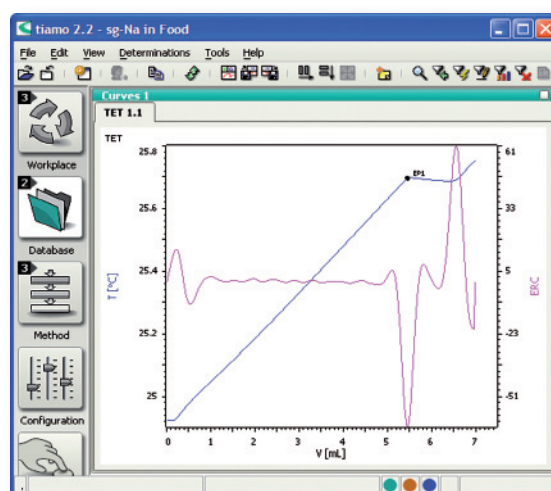 tiamo 2.2 - sg-Na in Food
File Edit View Determinations Tools Help
3
Workplace
2
Database
3
Method
Configuration
Curves 1
TET 1.1
TET
25.8
25.6
25.4
25.2
25
T [°C]
EP1
61
33
5
-23
-51
ERC
0 1 2 3 4 5 6 7
V [mL]